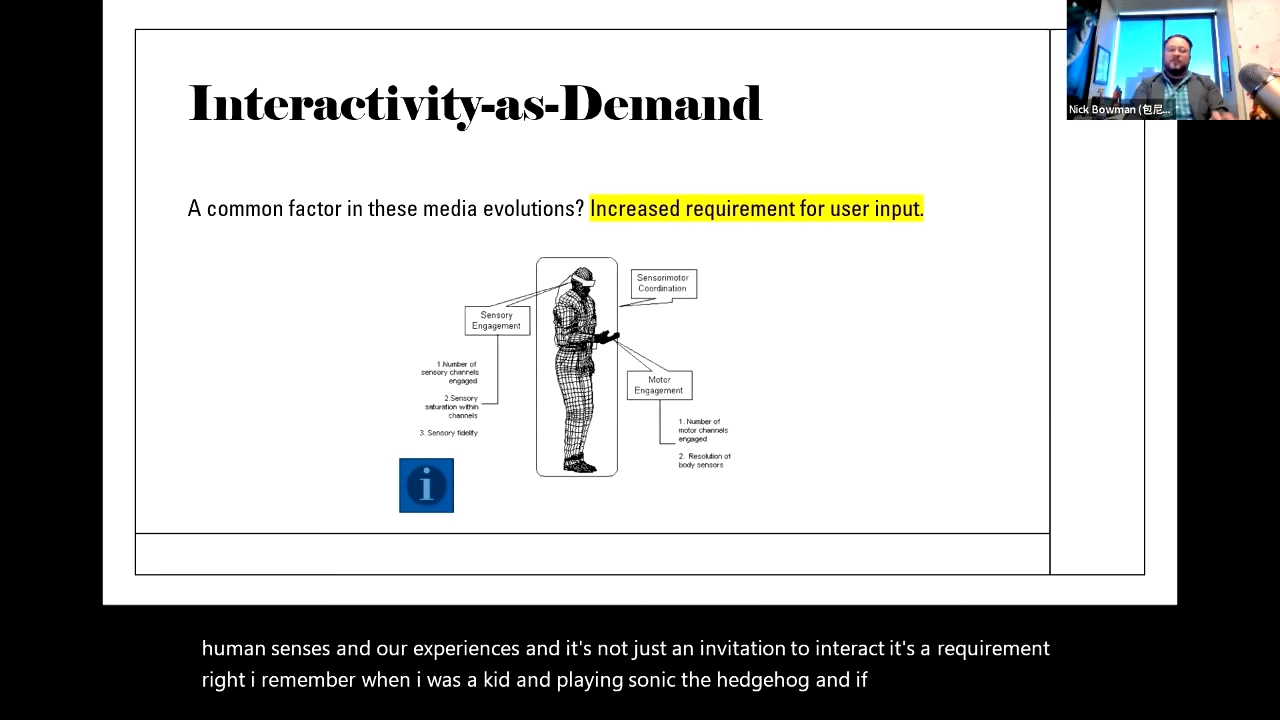 Interactivity-as-Demand
Nick Bowman (包尼...
A common factor in these media evolutions? Increased requirement for user input.
Sensorimotor
Coordination
Sensory
Engagement
1.Number of
sensory channels
engaged
2.Sensory
saturation within
channels
3. Sensory fidelity
Motor
Engagement
1. Number of
motor channels
engaged
2. Resolution of
body sensors
i
human senses and our experiences and it's not just an invitation to interact it's a requirement
right i remember when i was a kid and playing sonic the hedgehog and if